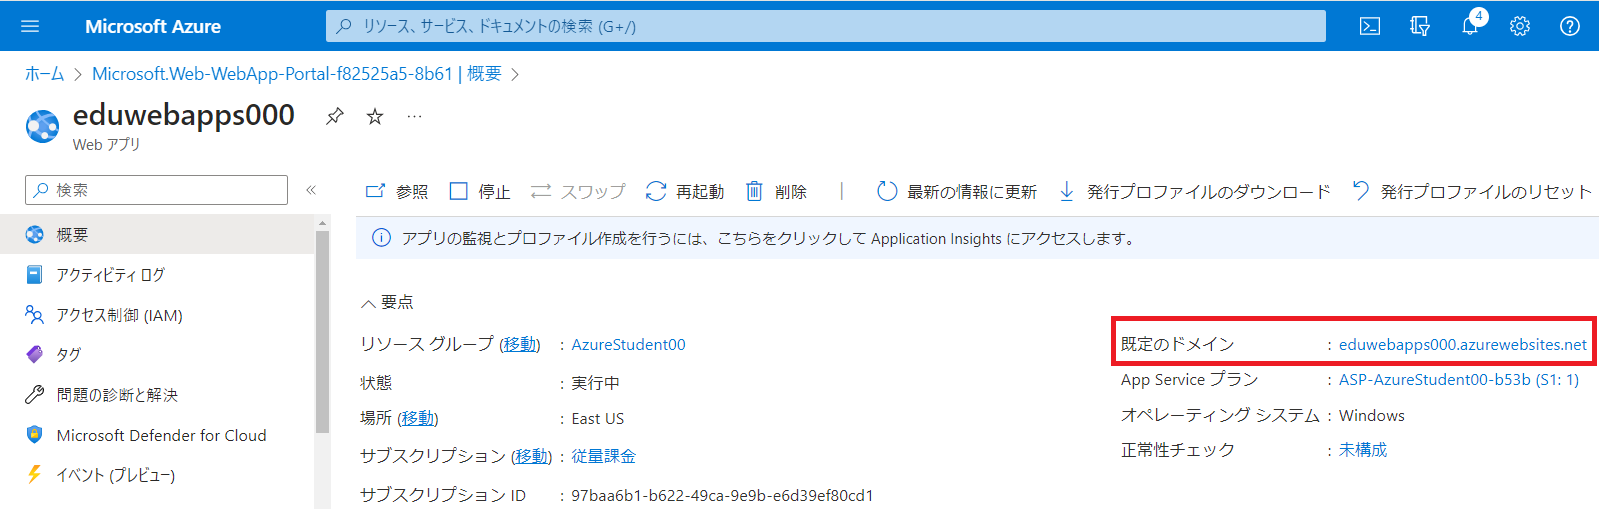 Microsoft Azure
リソース、サービス、ドキュメントの検索 (G+/)
4
ホーム > Microsoft.Web-WebApp-Portal-f82525a5-8b61 | 概要 >
eduwebapps000
Web アプリ
検索
«
参照 停止 スワップ 再起動 削除 | 最新の情報に更新 発行プロファイルのダウンロード 発行プロファイルのリセット
概要
アクティビティ ログ
アクセス制御 (IAM)
タグ
問題の診断と解決
Microsoft Defender for Cloud
イベント (プレビュー)
アプリの監視とプロファイル作成を行うには、こちらをクリックして Application Insights にアクセスします。
要点
リソース グループ (移動) : AzureStudent00
状態 : 実行中
場所 (移動) : East US
サブスクリプション (移動) : 従量課金
サブスクリプション ID : 97baa6b1-b622-49ca-9e9b-e6d39ef80cd1
既定のドメイン : eduwebapps000.azurewebsites.net
App Service プラン : ASP-AzureStudent00-b53b (S1: 1)
オペレーティング システム : Windows
正常性チェック : 未構成